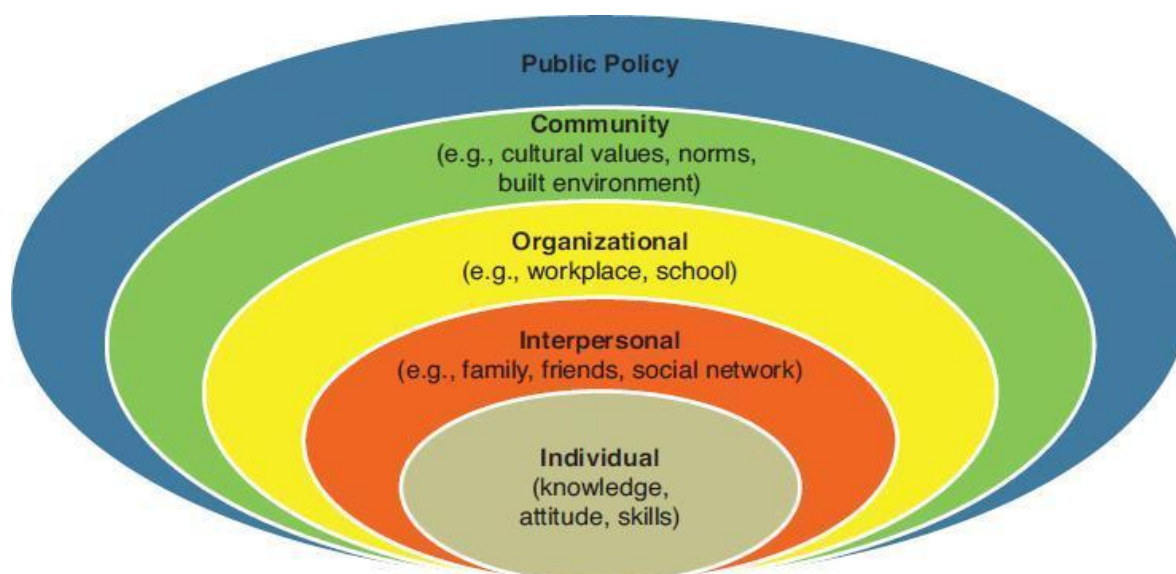 Public Policy
Community
(e.g., cultural values, norms,
built environment)
Organizational
(e.g., workplace, school)
Interpersonal
(e.g., family, friends, social network)
Individual
(knowledge,
attitude, skills)